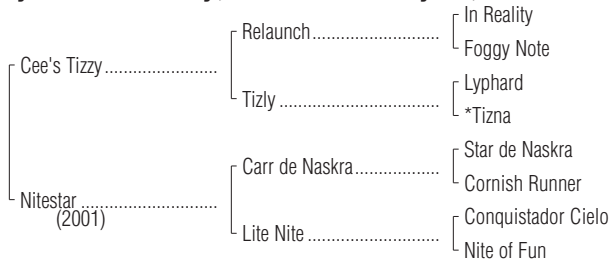 In Reality
Relaunch
Foggy Note
Cee's Tizzy
Lyphard
Tizly
*Tizna
Star de Naskra
Carr de Naskra
Cornish Runner
Nitestar
(2001)
Conquistador Cielo
Lite Nite
Nite of Fun